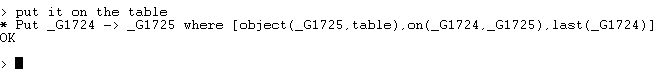 > put it on the table
* Put _G1724 -> _G1725 where [object(_G1725,table),on(_G1724,_G1725),last(_G1724)]
OK
>